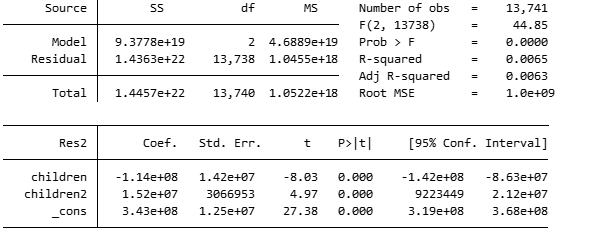 Source SS df MS Number of obs = 13,741
F(2, 13738) = 44.85
Model 9.3778e+19 2 4.6889e+19 Prob > F = 0.0000
Residual 1.4363e+22 13,738 1.0455e+18 R-squared = 0.0065
Adj R-squared = 0.0063
Total 1.4457e+22 13,740 1.0522e+18 Root MSE = 1.0e+09
Res2 Coef. Std. Err. t P>|t| [95% Conf. Interval]
children -1.14e+08 1.42e+07 -8.03 0.000 -1.42e+08 -8.63e+07
children2 1.52e+07 3066953 4.97 0.000 9223449 2.12e+07
_cons 3.43e+08 1.25e+07 27.38 0.000 3.19e+08 3.68e+08